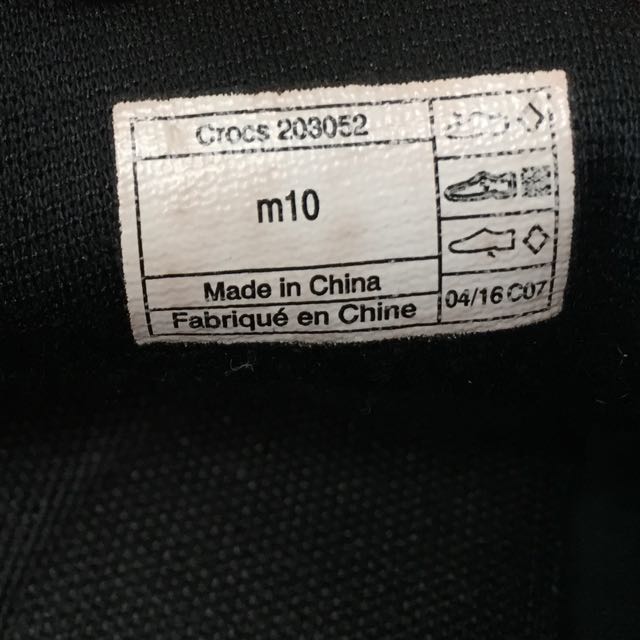 Crocs 203052
m10
Made in China
Fabriqué en Chine
04/16 C07